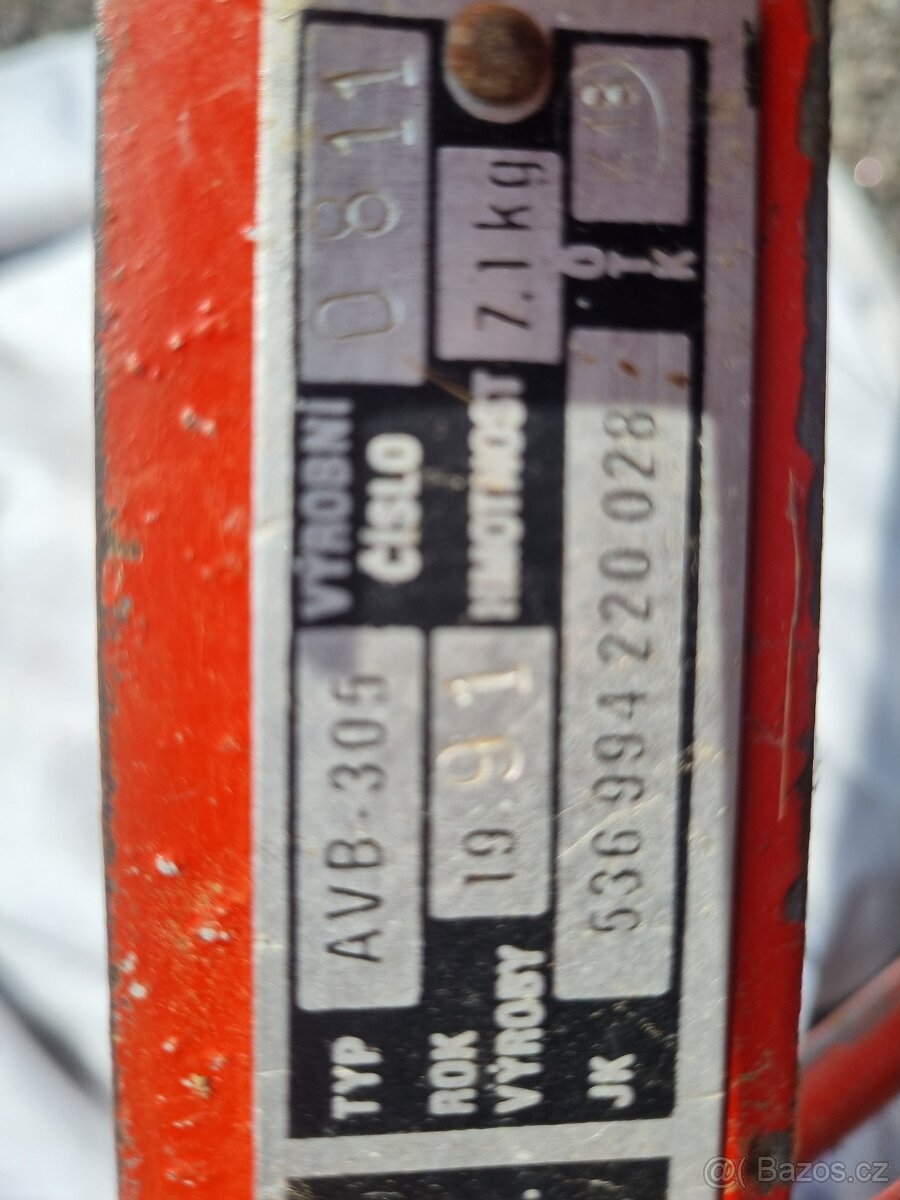 TYP AVB-305 VÝROBNÍ ČÍSLO 0811
ROK VÝROBY 1991 HMOTNOST 7,1kg
JK 536 994 220 028 OTK
@( Bazos.cz